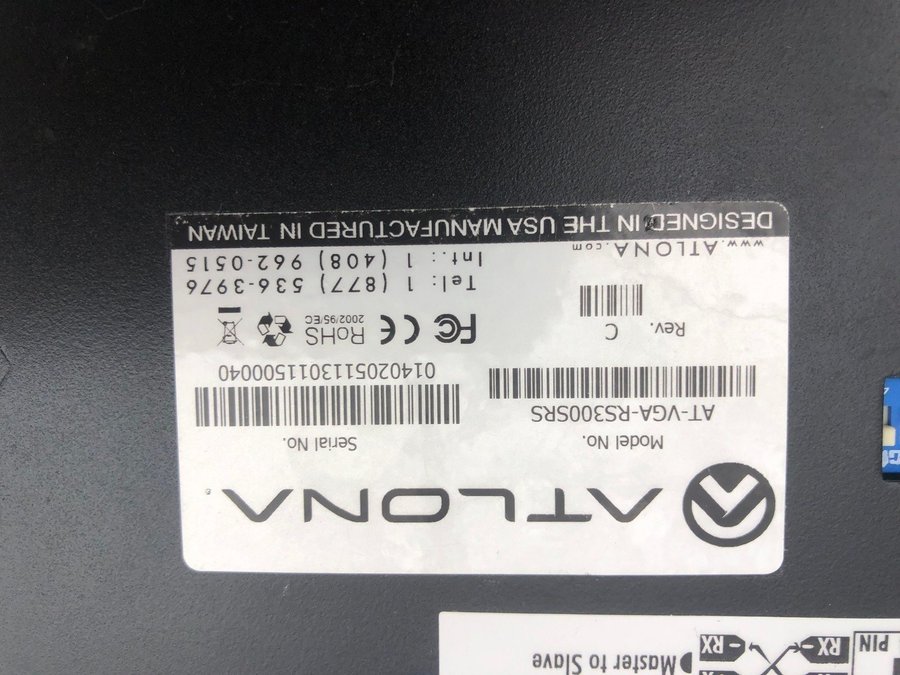 Master to Slave
PIN RX - - RX
ATLONA®
Model No.
AT-VGA-RS300SRS
Serial No.
0140205113011500040
Rev. C
FC CE RoHS
2002/95/EC
Tel: 1 (877) 536-3976
Int.: 1 (408) 962-0515
www.ATLONA.com
DESIGNED IN THE USA MANUFACTURED IN TAIWAN